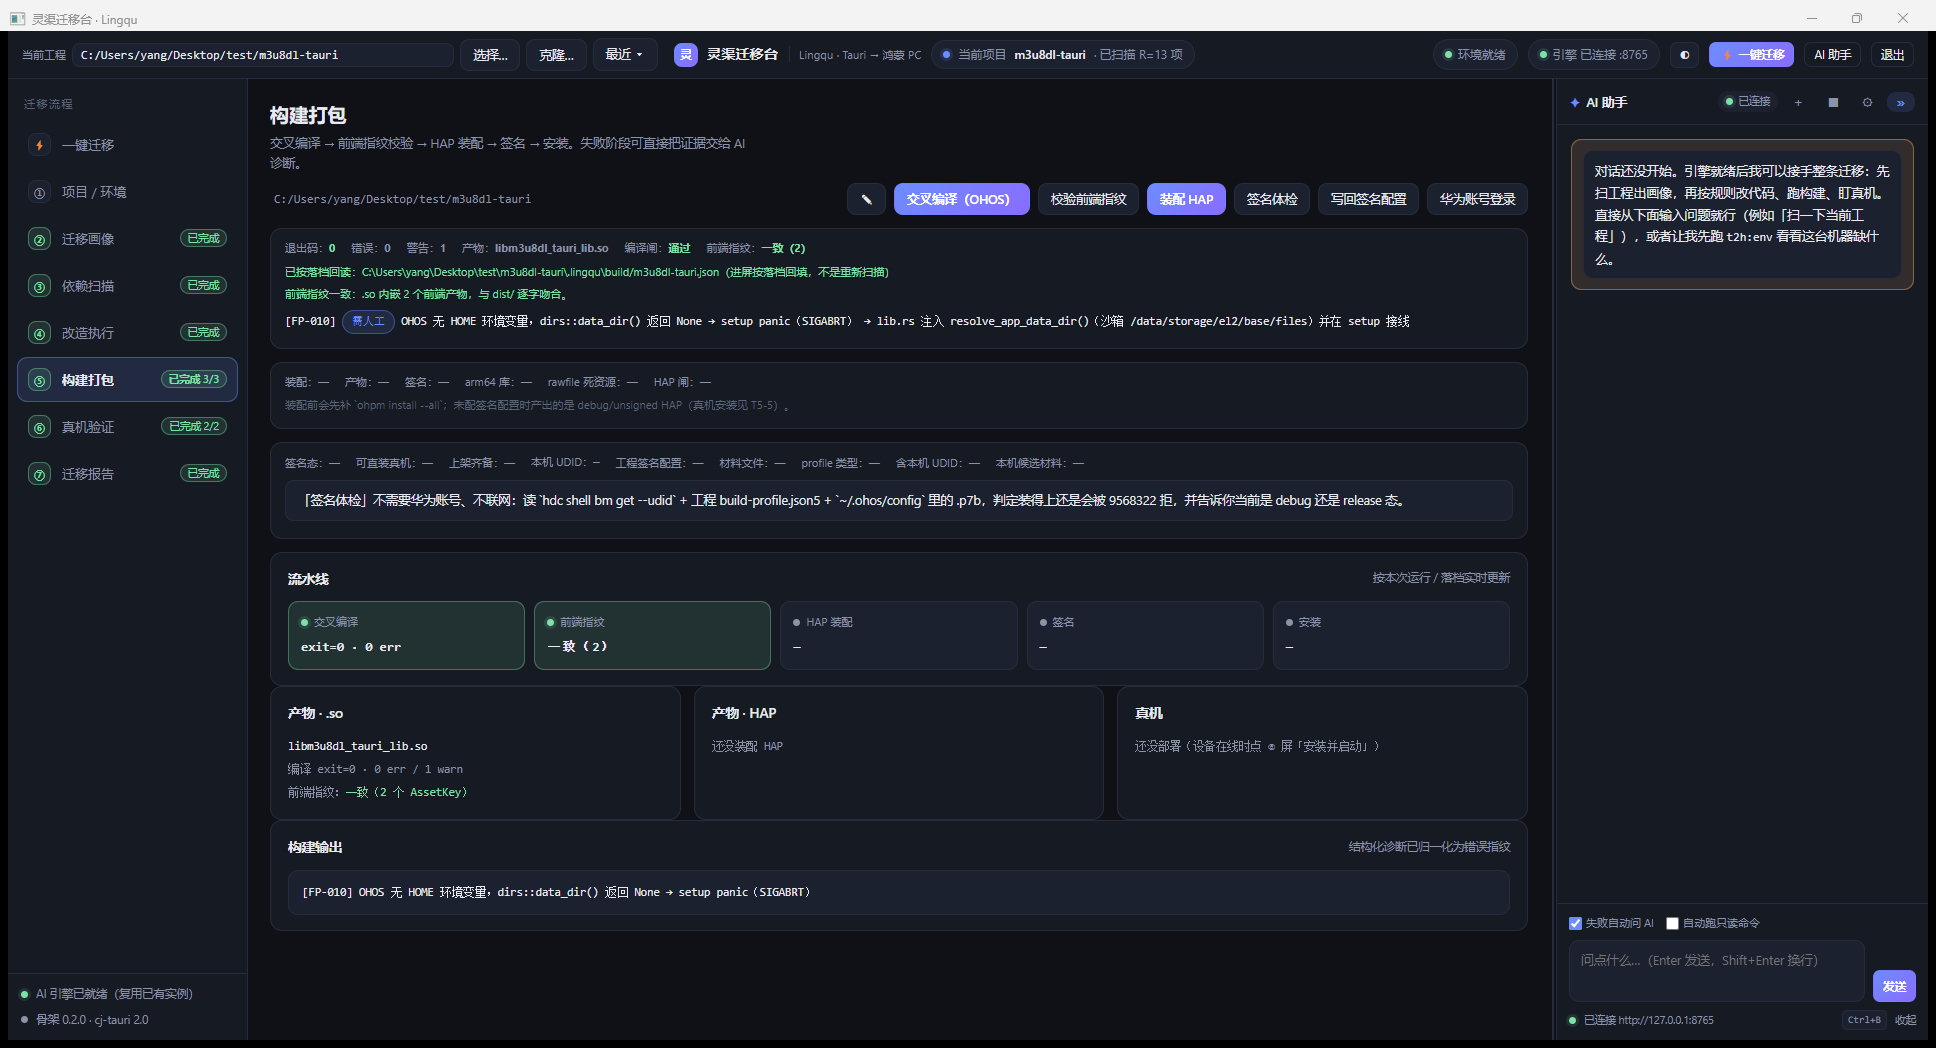 灵渠迁移台 · Lingqu
当前工程 C:/Users/yang/Desktop/test/m3u8dl-tauri 选择... 克隆... 最近 灵 灵渠迁移台 Lingqu · Tauri → 鸿蒙 PC 当前项目 m3u8dl-tauri · 已扫描 R=13 项 环境就绪 引擎 已连接 :8765 一键迁移 AI 助手 退出
迁移流程
一键迁移
① 项目 / 环境
② 迁移画像 已完成
③ 依赖扫描 已完成
④ 改造执行 已完成
⑤ 构建打包 已完成 3/3
⑥ 真机验证 已完成 2/2
⑦ 迁移报告 已完成
AI 引擎已就绪（复用已有实例）
骨架 0.2.0 · cj-tauri 2.0
构建打包
交叉编译 → 前端指纹校验 → HAP 装配 → 签名 → 安装。失败阶段可直接把证据交给 AI
诊断。
C:/Users/yang/Desktop/test/m3u8dl-tauri 交叉编译（OHOS） 校验前端指纹 装配 HAP 签名体检 写回签名配置 华为账号登录
退出码：0 错误：0 警告：1 产物：libm3u8dl_tauri_lib.so 编译闸：通过 前端指纹：一致（2）
已按落档回读：C:\Users\yang\Desktop\test\m3u8dl-tauri\.lingqu\build/m3u8dl-tauri.json（进屏按落档回填，不是重新扫描）
前端指纹一致：.so 内嵌 2 个前端产物，与 dist/ 逐字吻合。
[FP-010] 需人工 OHOS 无 HOME 环境变量，dirs::data_dir() 返回 None → setup panic（SIGABRT） → lib.rs 注入 resolve_app_data_dir()（沙箱 /data/storage/el2/base/files）并在 setup 接线
装配：— 产物：— 签名：— arm64 库：— rawfile 死资源：— HAP 闸：—
装配前会先补 `ohpm install --all`；未配签名配置时产出的是 debug/unsigned HAP（真机安装见 T5-5）。
签名态：— 可直装真机：— 上架齐备：— 本机 UDID：— 工程签名配置：— 材料文件：— profile 类型：— 含本机 UDID：— 本机候选材料：—
「签名体检」不需要华为账号、不联网：读 `hdc shell bm get --udid` + 工程 build-profile.json5 + `~/.ohos/config` 里的 .p7b，判定装得上还是会被 9568322 拒，并告诉你当前是 debug 还是 release 态。
流水线 按本次运行 / 落档实时更新
交叉编译 前端指纹 HAP 装配 签名 安装
exit=0 · 0 err 一致（2） — — —
产物 · .so
libm3u8dl_tauri_lib.so
编译 exit=0 · 0 err / 1 warn
前端指纹：一致（2 个 AssetKey）
产物 · HAP
还没装配 HAP
真机
还没部署（设备在线时点 ⑥ 屏「安装并启动」）
构建输出 结构化诊断已归一化为错误指纹
[FP-010] OHOS 无 HOME 环境变量，dirs::data_dir() 返回 None → setup panic（SIGABRT）
AI 助手 已连接
对话还没开始。引擎就绪后我可以接手整条迁移：先
扫工程出画像，再按规则改代码、跑构建、盯真机。
直接从下面输入问题就行（例如「扫一下当前工
程」），或者让我先跑 t2h:env 看看这台机器缺什
么。
失败自动问 AI 自动跑只读命令
问点什么...（Enter 发送，Shift+Enter 换行）
发送
已连接 http://127.0.0.1:8765 Ctrl+B 收起